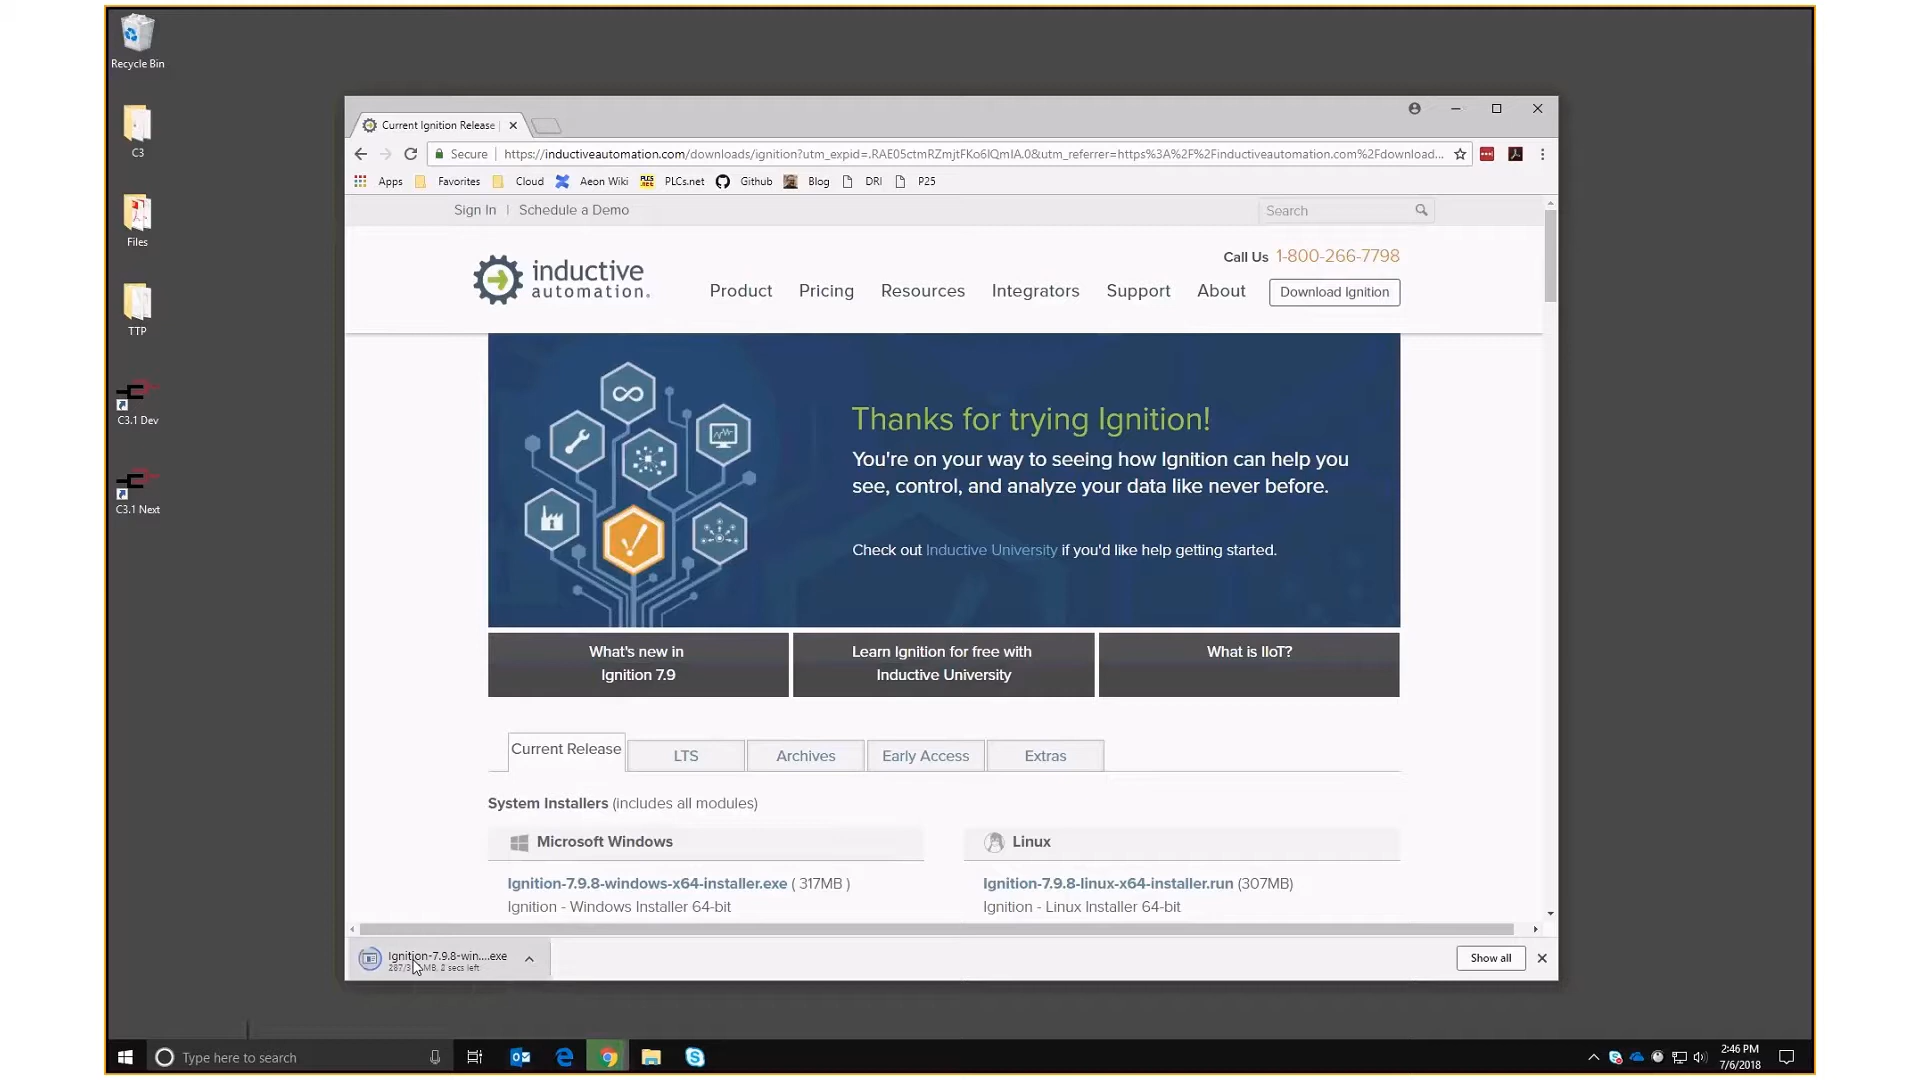 Recycle Bin
C3
Files
TTP
C3.1 Dev
C3.1 Next
Current Ignition Release
Secure | https://inductiveautomation.com/downloads/ignition?utm_expid=.RAE05ctmRZmjtFKo6lQmIA.0&utm_referrer=https%3A%2F%2Finductiveautomation.com%2Fdownload...
Apps Favorites Cloud Aeon Wiki PLCs.net Github Blog DRI P25
Sign In | Schedule a Demo Search
Call Us 1-800-266-7798
inductive
automation.
Product Pricing Resources Integrators Support About Download Ignition
Thanks for trying Ignition!
You're on your way to seeing how Ignition can help you
see, control, and analyze your data like never before.
Check out Inductive University if you'd like help getting started.
What's new in
Ignition 7.9
Learn Ignition for free with
Inductive University
What is IIoT?
Current Release LTS Archives Early Access Extras
System Installers (includes all modules)
Microsoft Windows
Ignition-7.9.8-windows-x64-installer.exe ( 317MB )
Ignition - Windows Installer 64-bit
Linux
Ignition-7.9.8-linux-x64-installer.run (307MB)
Ignition - Linux Installer 64-bit
Ignition-7.9.8-win....exe
MB, 2 secs left
Show all
Type here to search
2:46 PM
7/6/2018